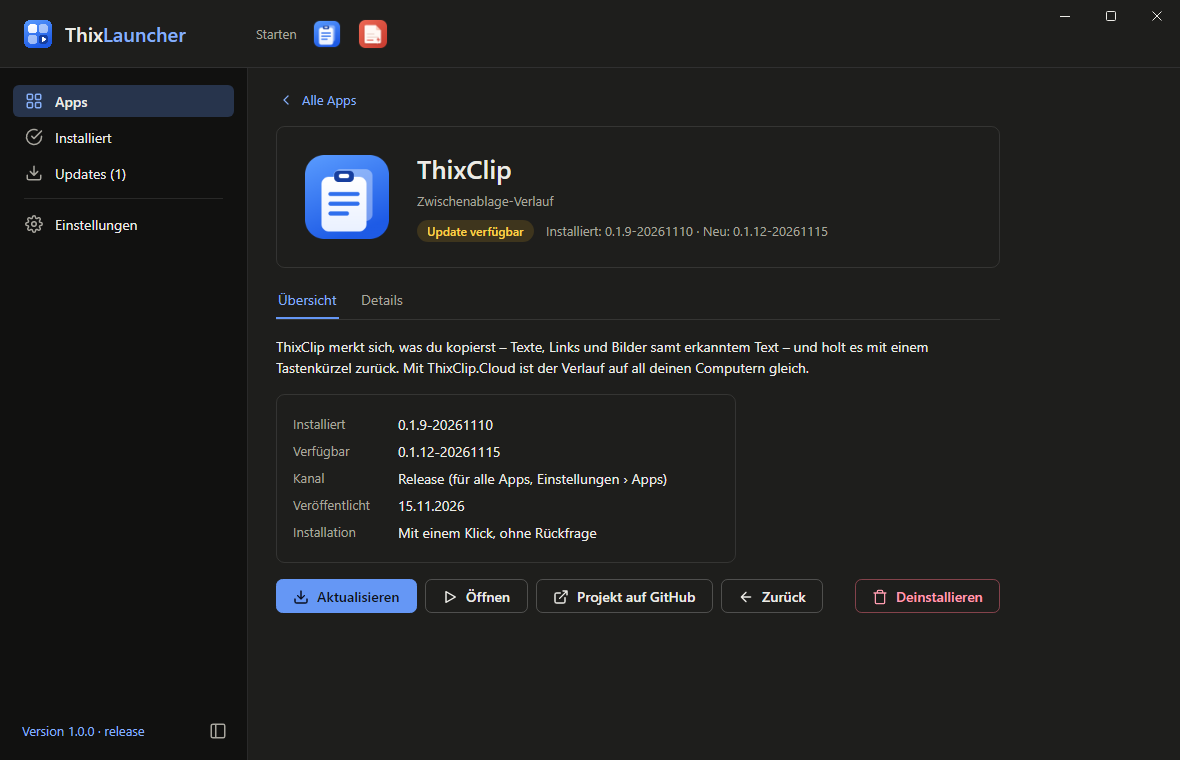 ThixLauncher
Starten
Apps
Installiert
Updates (1)
Einstellungen
Alle Apps
ThixClip
Zwischenablage-Verlauf
Update verfügbar Installiert: 0.1.9-20261110 · Neu: 0.1.12-20261115
Übersicht Details
ThixClip merkt sich, was du kopierst – Texte, Links und Bilder samt erkanntem Text – und holt es mit einem
Tastenkürzel zurück. Mit ThixClip.Cloud ist der Verlauf auf all deinen Computern gleich.
Installiert 0.1.9-20261110
Verfügbar 0.1.12-20261115
Kanal Release (für alle Apps, Einstellungen › Apps)
Veröffentlicht 15.11.2026
Installation Mit einem Klick, ohne Rückfrage
Aktualisieren Öffnen Projekt auf GitHub Zurück Deinstallieren
Version 1.0.0 · release